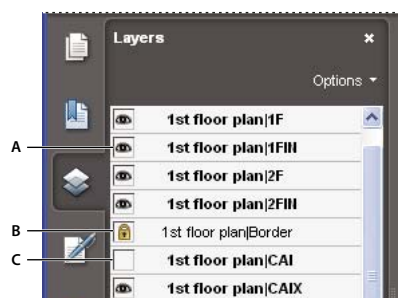 Layers
Options
1st floor plan|1F
A
1st floor plan|1FIN
1st floor plan|2F
1st floor plan|2FIN
B
1st floor plan|Border
C
1st floor plan|CAI
1st floor plan|CAIX